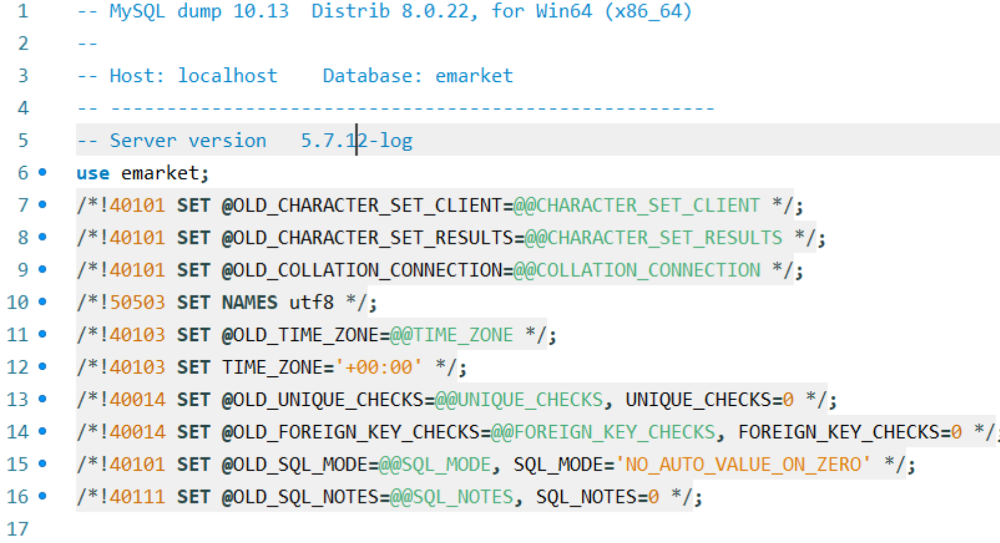 1 -- MySQL dump 10.13  Distrib 8.0.22, for Win64 (x86_64)
2 --
3 -- Host: localhost    Database: emarket
4 -- ------------------------------------------------------
5 -- Server version   5.7.12-log
6 use emarket;
7 /*!40101 SET @OLD_CHARACTER_SET_CLIENT=@@CHARACTER_SET_CLIENT */;
8 /*!40101 SET @OLD_CHARACTER_SET_RESULTS=@@CHARACTER_SET_RESULTS */;
9 /*!40101 SET @OLD_COLLATION_CONNECTION=@@COLLATION_CONNECTION */;
10 /*!50503 SET NAMES utf8 */;
11 /*!40103 SET @OLD_TIME_ZONE=@@TIME_ZONE */;
12 /*!40103 SET TIME_ZONE='+00:00' */;
13 /*!40014 SET @OLD_UNIQUE_CHECKS=@@UNIQUE_CHECKS, UNIQUE_CHECKS=0 */;
14 /*!40014 SET @OLD_FOREIGN_KEY_CHECKS=@@FOREIGN_KEY_CHECKS, FOREIGN_KEY_CHECKS=0 */;
15 /*!40101 SET @OLD_SQL_MODE=@@SQL_MODE, SQL_MODE='NO_AUTO_VALUE_ON_ZERO' */;
16 /*!40111 SET @OLD_SQL_NOTES=@@SQL_NOTES, SQL_NOTES=0 */;
17